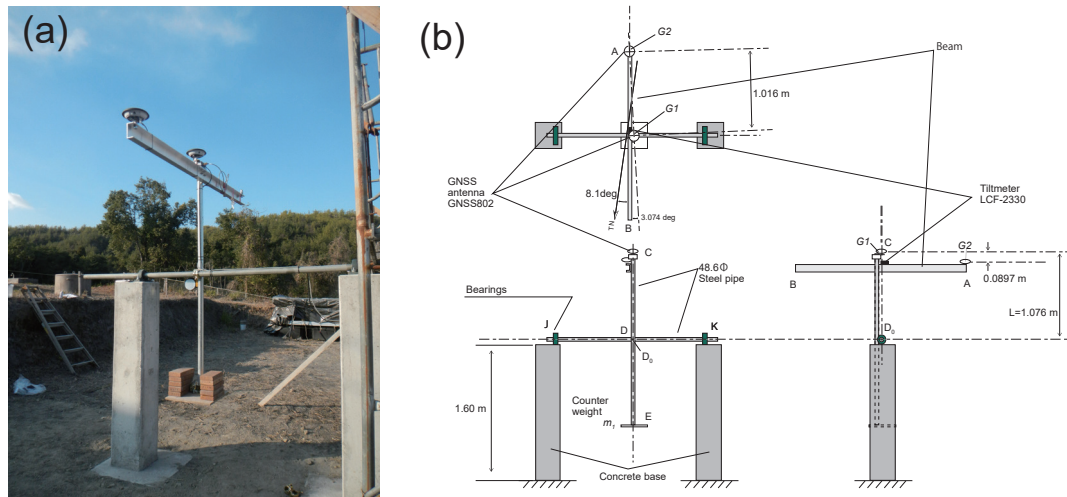 (a)
(b)
G2
A
Beam
1.016 m
G1
GNSS
antenna
GNSS802
8.1deg
TN
B
3.074 deg
Tiltmeter
LCF-2330
C
48.6Φ
Steel pipe
G1
C
G2
B
A
0.0897 m
L=1.076 m
Bearings
J
D
K
D₀
D₀
1.60 m
Counter
weight
m₁
E
Concrete base